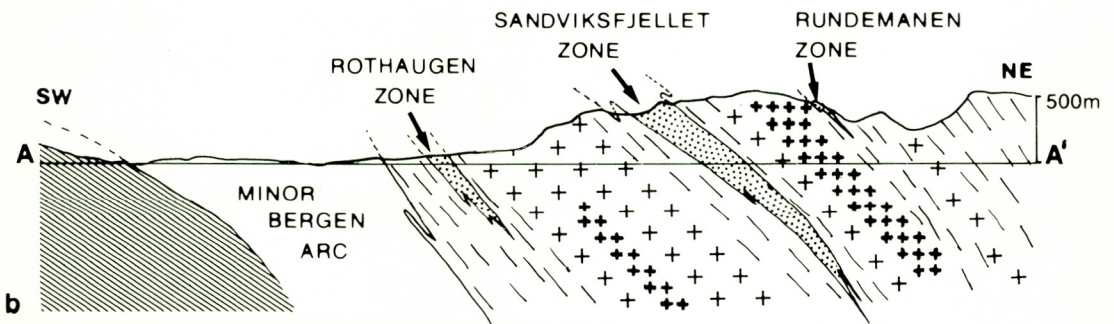 SANDVIKSFJELLET
ZONE
RUNDEMANEN
ZONE
ROTHAUGEN
ZONE
SW
NE
500m
A
A'
MINOR
BERGEN
ARC
b